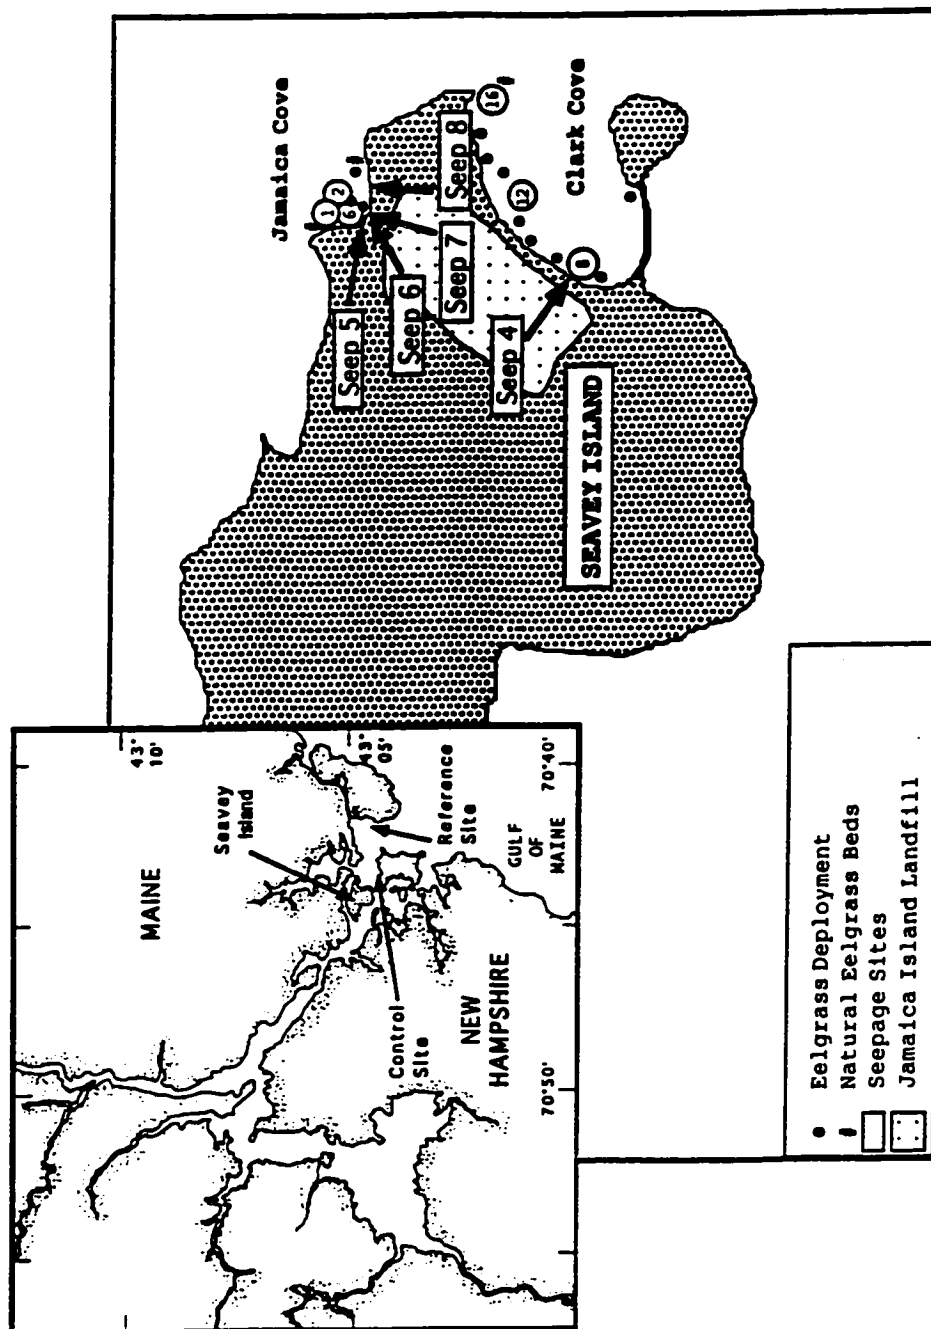 MAINE
Seavey
Island
43
10'
43
05'
Control
Site
Reference
Site
NEW
HAMPSHIRE
GULF
OF
MAINE
70°50'
70°40'
Jamaica Cove
1
2
6
Seep 5
Seep 6
Seep 7
Seep 8
16
12
Seep 4
8
Clark Cove
SEAVEY ISLAND
Eelgrass Deployment
Natural Eelgrass Beds
Seepage Sites
Jamaica Island Landfill